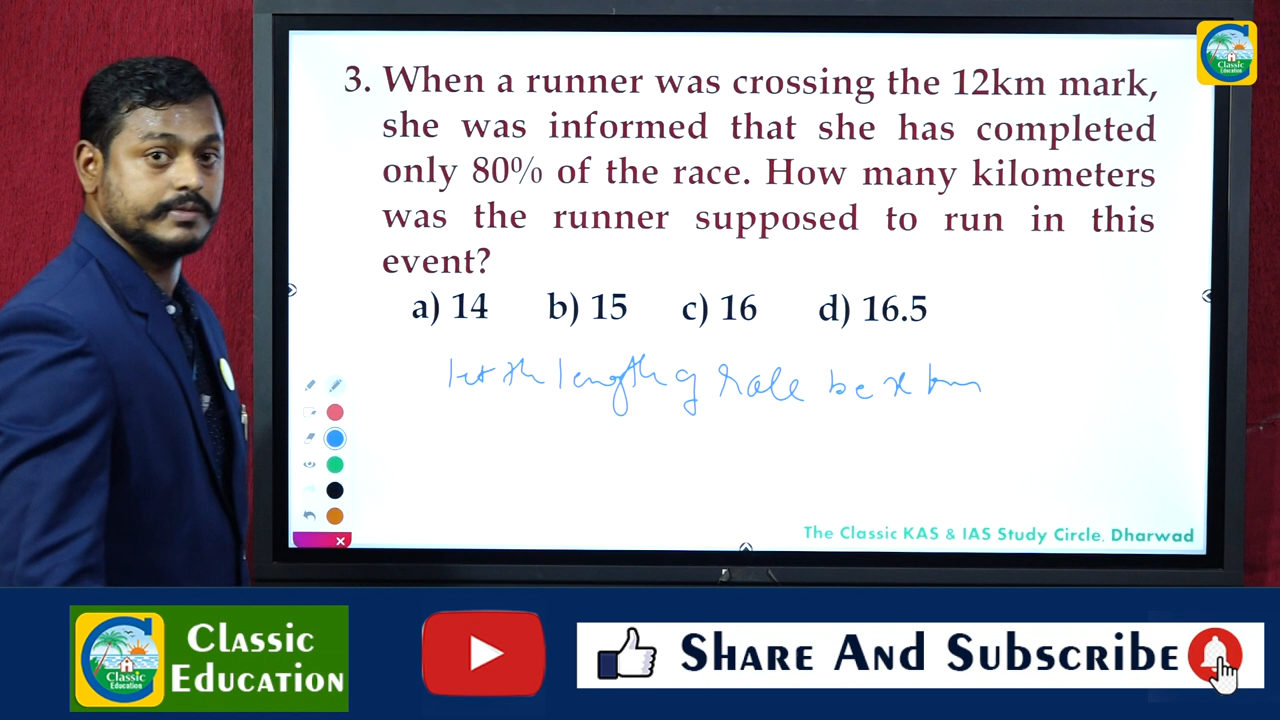 3. When a runner was crossing the 12km mark,
she was informed that she has completed
only 80% of the race. How many kilometers
was the runner supposed to run in this
event?
a) 14 b) 15 c) 16 d) 16.5
let the length of race be x km
The Classic KAS & IAS Study Circle, Dharwad
Classic
Education
Classic
Education
Classic
Education
Share And Subscribe